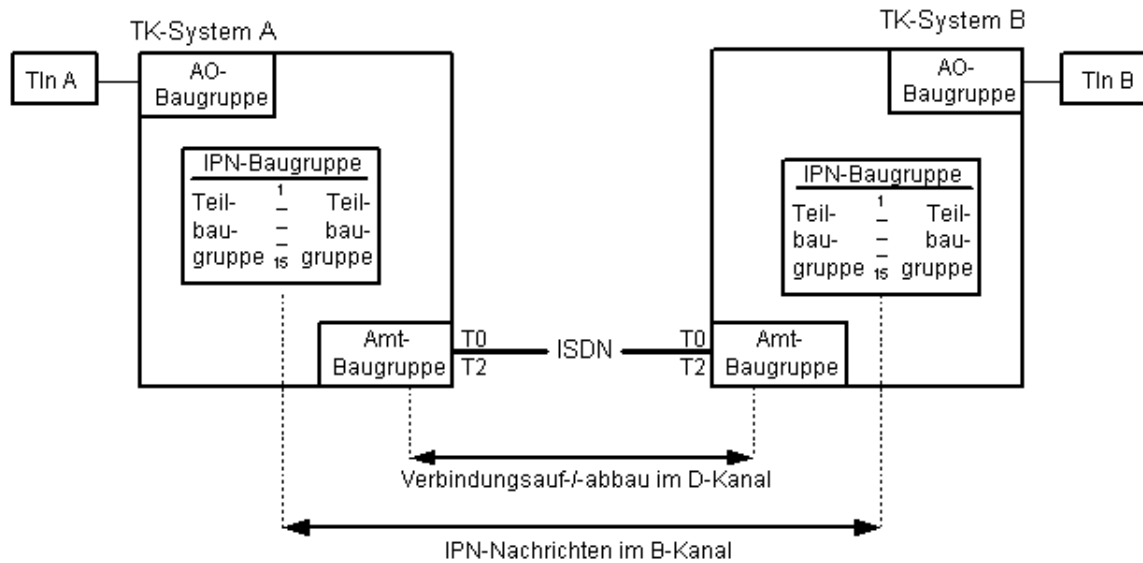 TK-System A
TK-System B
Tln A
AO-
Baugruppe
AO-
Baugruppe
Tln B
IPN-Baugruppe
Teil- 1 Teil-
bau- – bau-
–
gruppe 15 gruppe
IPN-Baugruppe
Teil- 1 Teil-
bau- – bau-
–
gruppe 15 gruppe
Amt-
Baugruppe
T0
T2
ISDN
T0
T2
Amt-
Baugruppe
Verbindungsauf-/-abbau im D-Kanal
IPN-Nachrichten im B-Kanal